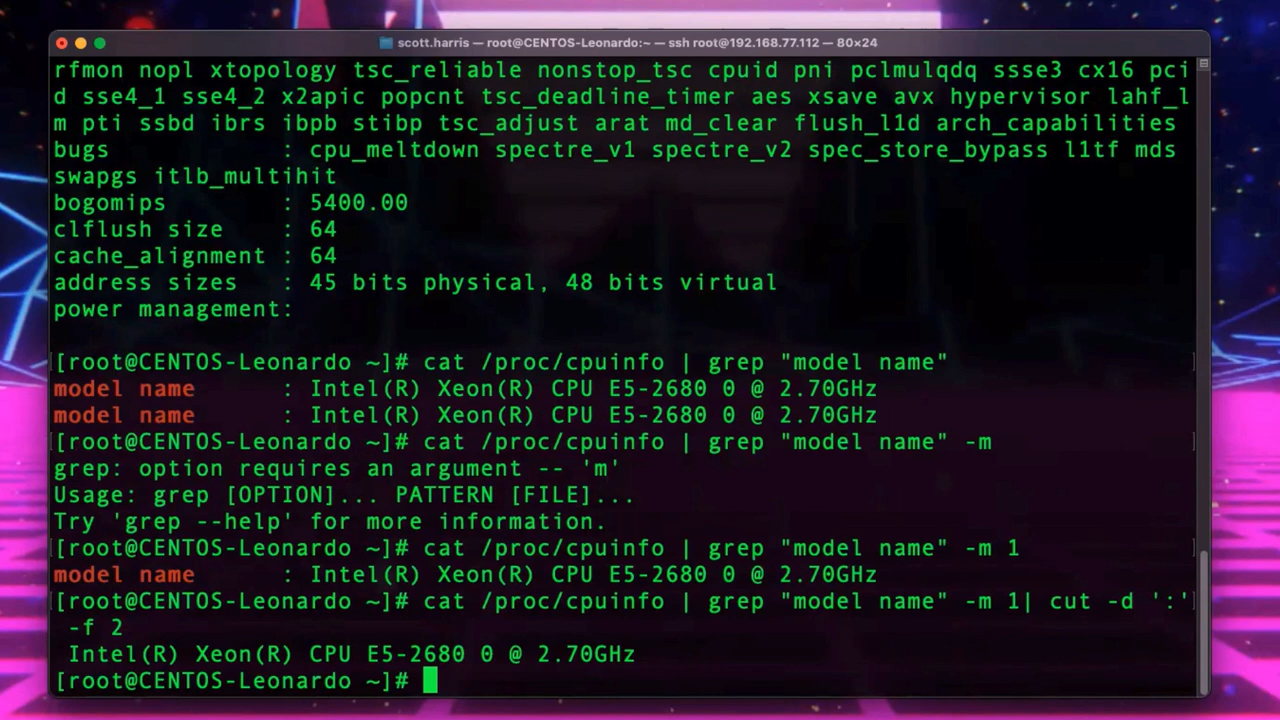 scott.harris — root@CENTOS-Leonardo:~ — ssh root@192.168.77.112 — 80×24
rfmon nopl xtopology tsc_reliable nonstop_tsc cpuid pni pclmulqdq ssse3 cx16 pci
d sse4_1 sse4_2 x2apic popcnt tsc_deadline_timer aes xsave avx hypervisor lahf_l
m pti ssbd ibrs ibpb stibp tsc_adjust arat md_clear flush_l1d arch_capabilities
bugs            : cpu_meltdown spectre_v1 spectre_v2 spec_store_bypass l1tf mds
swapgs itlb_multihit
bogomips        : 5400.00
clflush size    : 64
cache_alignment : 64
address sizes   : 45 bits physical, 48 bits virtual
power management:
[[root@CENTOS-Leonardo ~]# cat /proc/cpuinfo | grep "model name" ]
model name      : Intel(R) Xeon(R) CPU E5-2680 0 @ 2.70GHz
model name      : Intel(R) Xeon(R) CPU E5-2680 0 @ 2.70GHz
[[root@CENTOS-Leonardo ~]# cat /proc/cpuinfo | grep "model name" -m ]
grep: option requires an argument -- 'm'
Usage: grep [OPTION]... PATTERN [FILE]...
Try 'grep --help' for more information.
[[root@CENTOS-Leonardo ~]# cat /proc/cpuinfo | grep "model name" -m 1 ]
model name      : Intel(R) Xeon(R) CPU E5-2680 0 @ 2.70GHz
[[root@CENTOS-Leonardo ~]# cat /proc/cpuinfo | grep "model name" -m 1| cut -d ':']
 -f 2
 Intel(R) Xeon(R) CPU E5-2680 0 @ 2.70GHz
[root@CENTOS-Leonardo ~]#